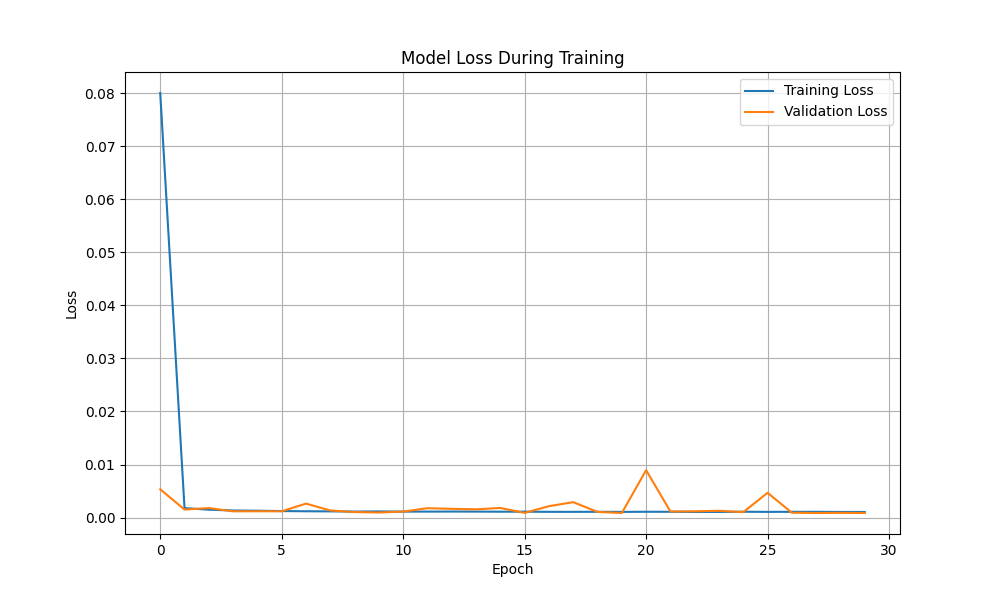 Model Loss During Training
Training Loss
Validation Loss
0.08
0.07
0.06
0.05
0.04
0.03
0.02
0.01
0.00
Loss
0 5 10 15 20 25 30
Epoch